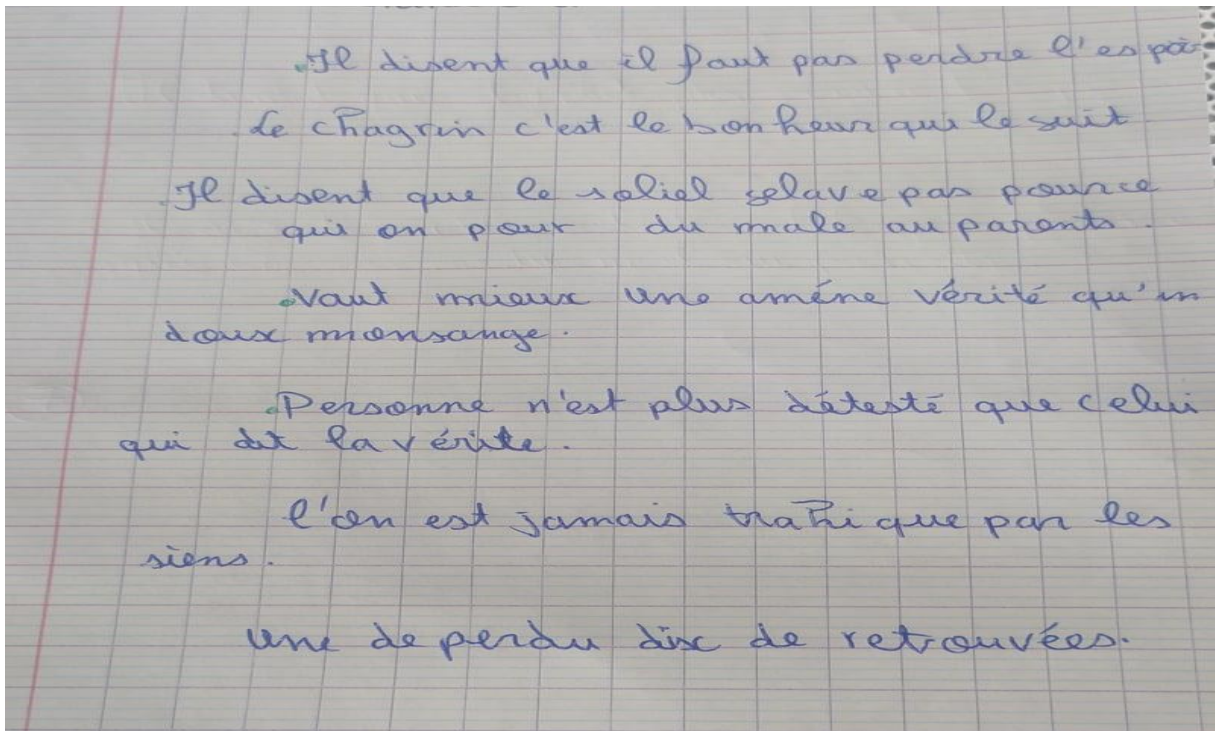 Il disent que il faut pas perdre l'espoir
Le chagrin c'est le bonheur qui le suit
Il disent que le soliel selave pas pource
qui on pour du male au parents.
Vaut mieux une amène vérité qu'un
doux mensange.
Personne n'est plus détesté que celui
qui dit la vérite.
l'on est jamais trahi que par les
siens.
une de perdu dix de retrouvées.